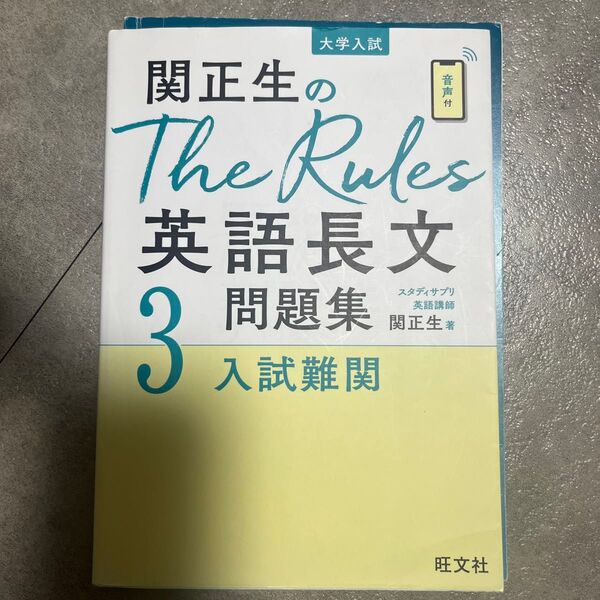 大学入試
関正生の
音声付
The Rules
英語長文
問題集
スタディサプリ
英語講師
関正生 著
3 入試難関
旺文社